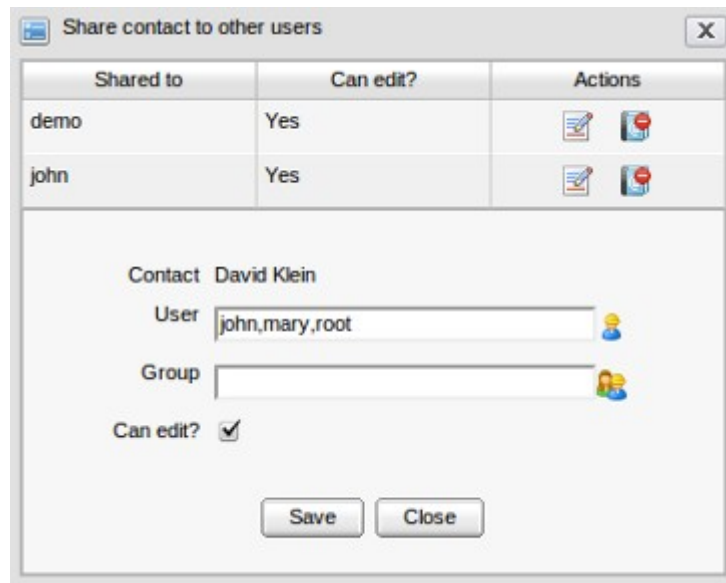 Share contact to other users
X
Shared to Can edit? Actions
demo Yes
john Yes
Contact David Klein
User john,mary,root
Group
Can edit?
Save Close